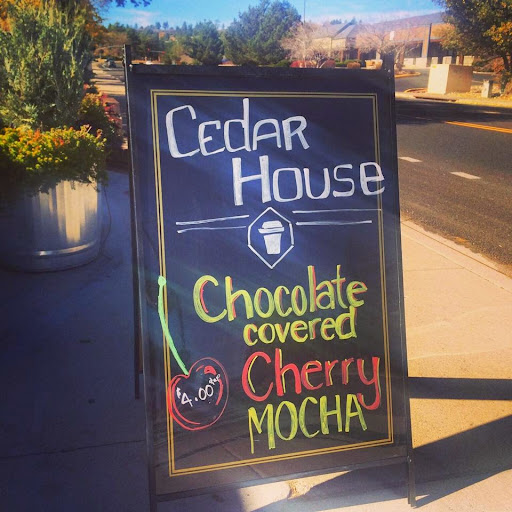 Cedar
House
Chocolate
covered
Cherry
MOCHA
$4.00